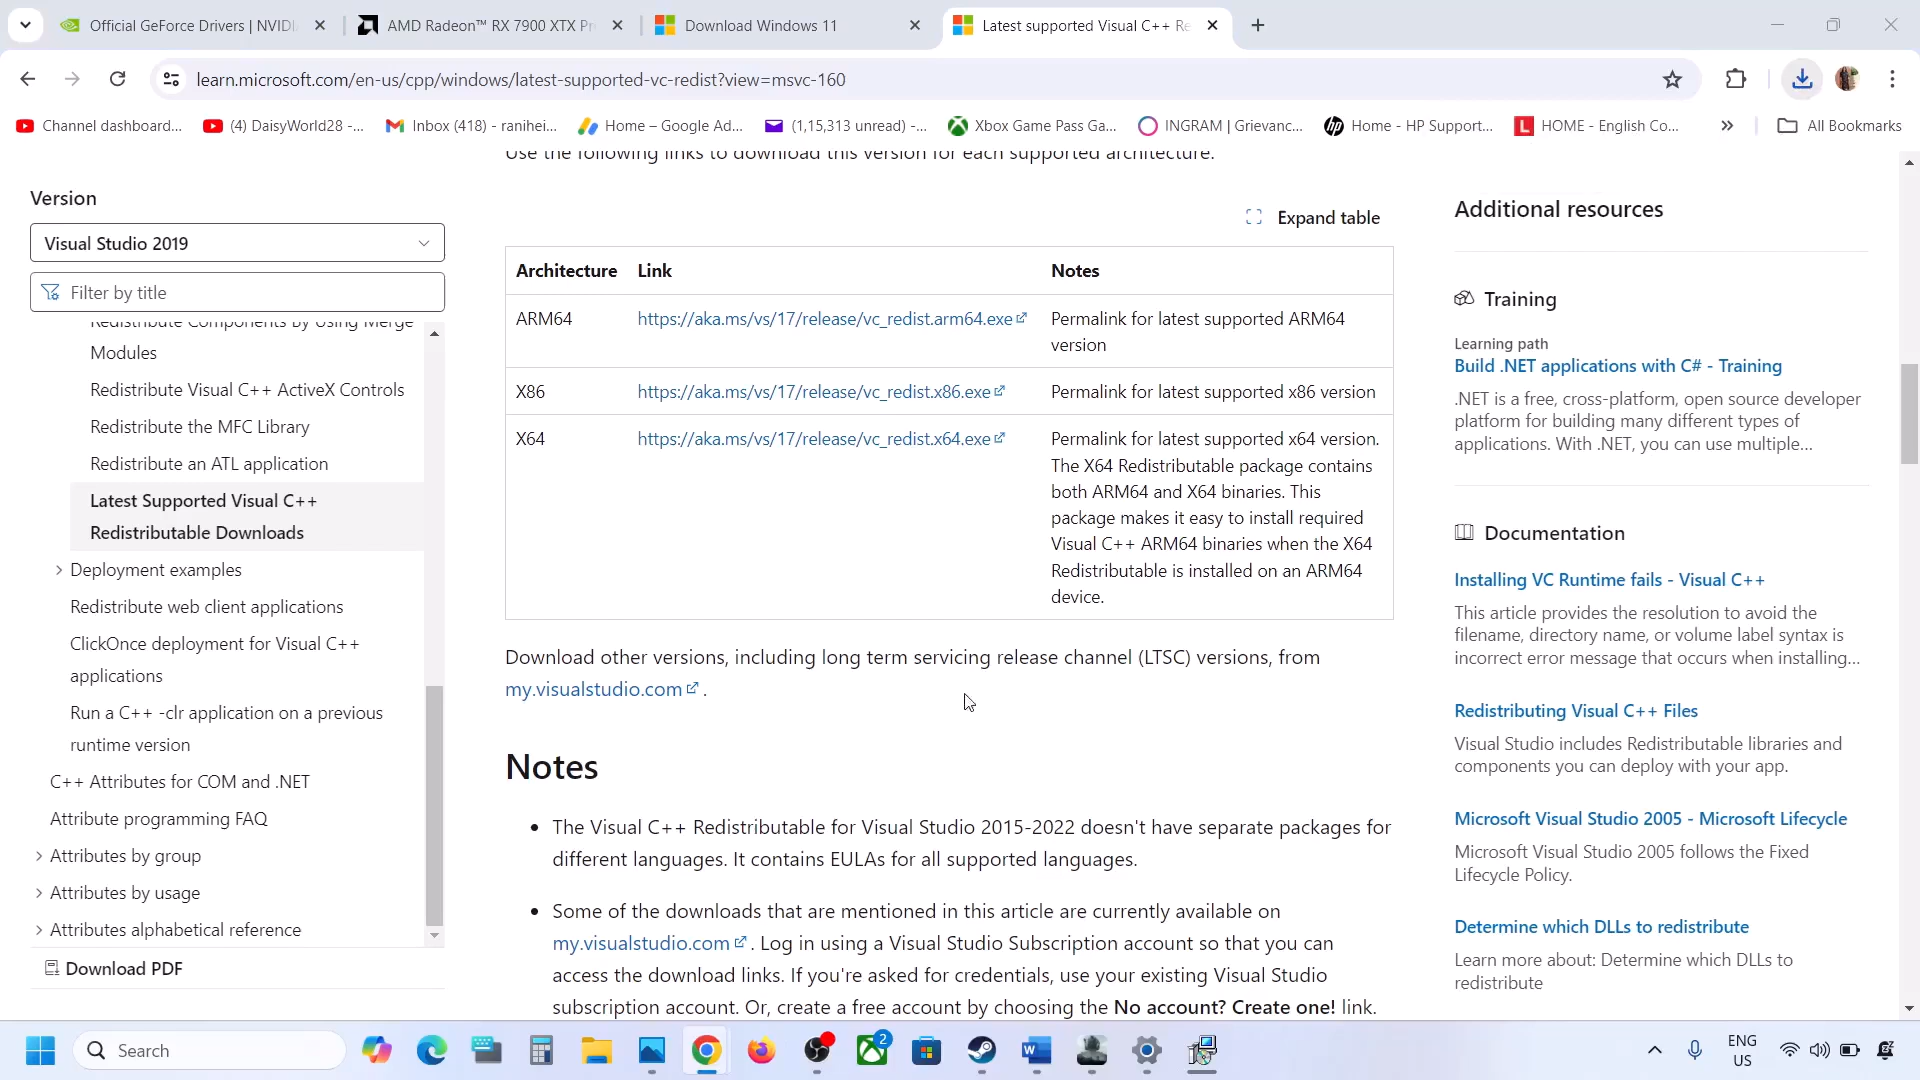 Official GeForce Drivers | NVIDI
AMD Radeon™ RX 7900 XTX Pr
Download Windows 11
Latest supported Visual C++ Re
learn.microsoft.com/en-us/cpp/windows/latest-supported-vc-redist?view=msvc-160
Channel dashboard...
(4) DaisyWorld28 -...
Inbox (418) - ranihei...
Home – Google Ad...
(1,15,313 unread) -...
Xbox Game Pass Ga...
INGRAM | Grievanc...
Home - HP Support...
HOME - English Co...
All Bookmarks
Use the following links to download this version for each supported architecture.
Version
Visual Studio 2019
Filter by title
Redistribute Components By Using Merge
Modules
Redistribute Visual C++ ActiveX Controls
Redistribute the MFC Library
Redistribute an ATL application
Latest Supported Visual C++
Redistributable Downloads
Deployment examples
Redistribute web client applications
ClickOnce deployment for Visual C++
applications
Run a C++ -clr application on a previous
runtime version
C++ Attributes for COM and .NET
Attribute programming FAQ
Attributes by group
Attributes by usage
Attributes alphabetical reference
Download PDF
Expand table
Architecture Link Notes
ARM64 https://aka.ms/vs/17/release/vc_redist.arm64.exe Permalink for latest supported ARM64
version
X86 https://aka.ms/vs/17/release/vc_redist.x86.exe Permalink for latest supported x86 version
X64 https://aka.ms/vs/17/release/vc_redist.x64.exe Permalink for latest supported x64 version.
The X64 Redistributable package contains
both ARM64 and X64 binaries. This
package makes it easy to install required
Visual C++ ARM64 binaries when the X64
Redistributable is installed on an ARM64
device.
Download other versions, including long term servicing release channel (LTSC) versions, from
my.visualstudio.com .
Notes
• The Visual C++ Redistributable for Visual Studio 2015-2022 doesn't have separate packages for
different languages. It contains EULAs for all supported languages.
• Some of the downloads that are mentioned in this article are currently available on
my.visualstudio.com . Log in using a Visual Studio Subscription account so that you can
access the download links. If you're asked for credentials, use your existing Visual Studio
subscription account. Or, create a free account by choosing the No account? Create one! link.
Additional resources
Training
Learning path
Build .NET applications with C# - Training
.NET is a free, cross-platform, open source developer
platform for building many different types of
applications. With .NET, you can use multiple...
Documentation
Installing VC Runtime fails - Visual C++
This article provides the resolution to avoid the
filename, directory name, or volume label syntax is
incorrect error message that occurs when installing...
Redistributing Visual C++ Files
Visual Studio includes Redistributable libraries and
components you can deploy with your app.
Microsoft Visual Studio 2005 - Microsoft Lifecycle
Microsoft Visual Studio 2005 follows the Fixed
Lifecycle Policy.
Determine which DLLs to redistribute
Learn more about: Determine which DLLs to
redistribute
Search
2
ENG
US